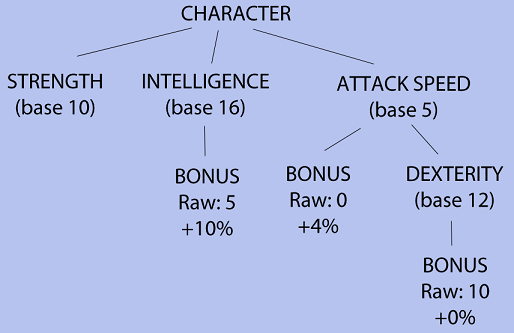 CHARACTER
STRENGTH
(base 10)
INTELLIGENCE
(base 16)
ATTACK SPEED
(base 5)
BONUS
Raw: 5
+10%
BONUS
Raw: 0
+4%
DEXTERITY
(base 12)
BONUS
Raw: 10
+0%